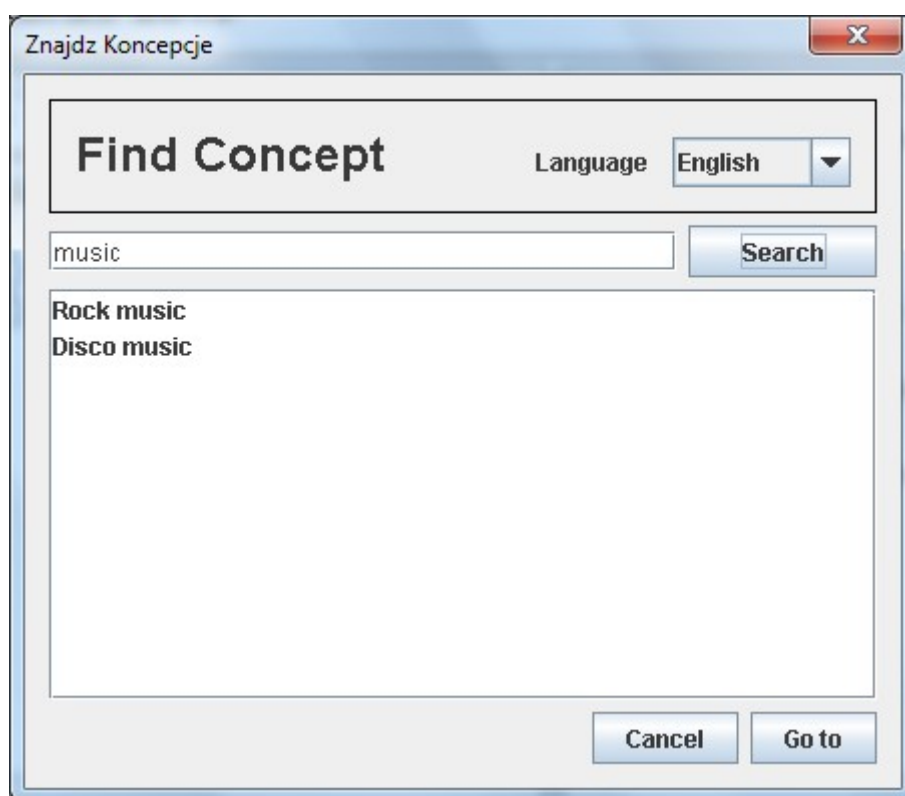 Znajdz Koncepcje
Find Concept
Language English
music Search
Rock music
Disco music
Cancel Go to